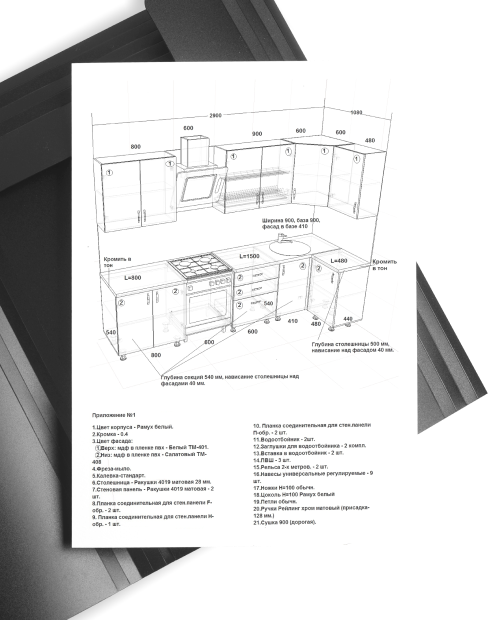 2900
1080
600
800
900
600
600
480
1
1
1
1
1
Ширина 900, база 900,
фасад в базе 410
Кромить в
тон
L=800
L=1500
L=480
Кромить
в тон
2
2
2
2
2
2
2
540
540
800
600
600
410
480
440
Глубина столешницы 500 мм,
нависание над фасадом 40 мм.
Глубина секций 540 мм, нависание столешницы над
фасадами 40 мм.
Приложение №1
1.Цвет корпуса - Рамух белый.
2.Кромка - 0.4
3.Цвет фасада:
①Верх: мдф в пленке пвх - Белый ТМ-401.
②Низ: мдф в пленке пвх - Салатовый ТМ-
408
4.Фреза-мыло.
5.Калевка-стандарт.
6.Столешница - Ракушки 4019 матовая 28 мм.
7.Стеновая панель - Ракушки 4019 матовая - 2
шт.
8.Планка соединительная для стен.панели Р-
обр. - 2 шт.
9. Планка соединительная для стен.панели Н-
обр. - 1 шт.
10. Планка соединительная для стен.панели
П-обр. - 2 шт.
11.Водоотбойник - 2шт.
12.Заглушки для водоотбойника - 2 компл.
13.Вставка в водоотбойник - 2 шт.
14.ПВШ - 3 шт.
15.Рельса 2-х метров. - 2 шт.
16.Навесы универсальные регулируемые - 9
шт.
17.Ножки Н=100 обычн.
18.Цоколь Н=100 Рамух белый
19.Петли обычн.
20.Ручки Рейлинг хром матовый (присадка-
128 мм.)
21.Сушка 900 (дорогая).